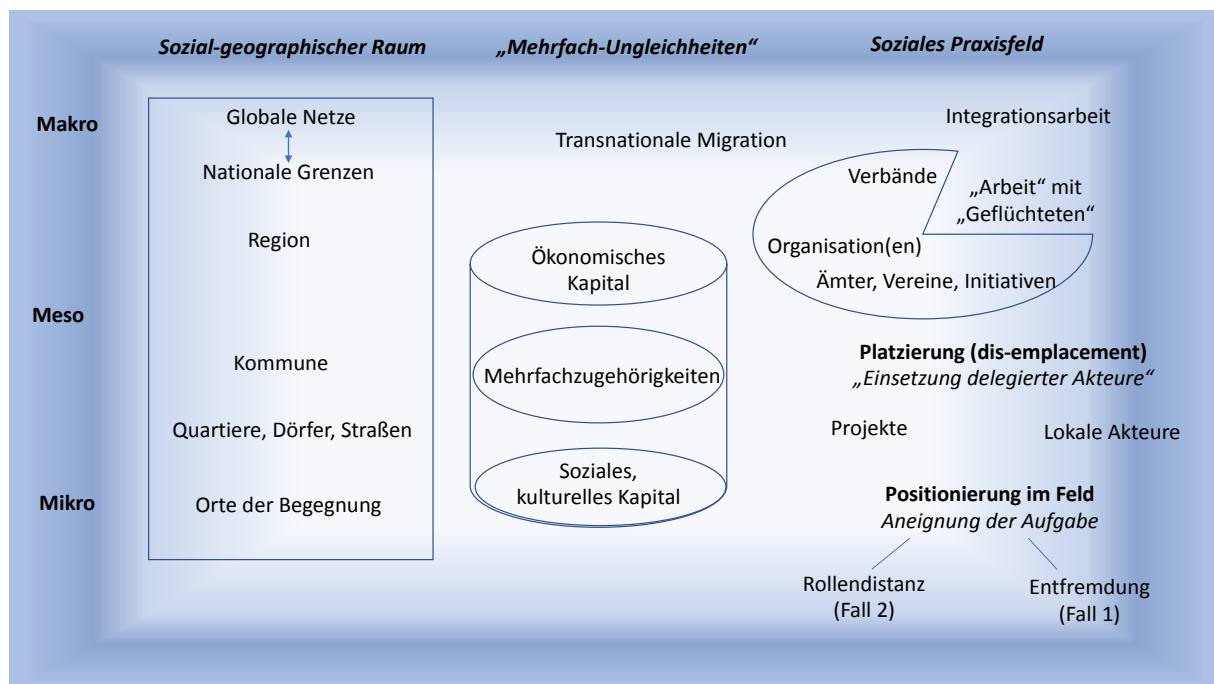 Sozial-geographischer Raum
„Mehrfach-Ungleichheiten“
Soziales Praxisfeld
Makro
Meso
Mikro
Globale Netze
Nationale Grenzen
Region
Kommune
Quartiere, Dörfer, Straßen
Orte der Begegnung
Transnationale Migration
Ökonomisches
Kapital
Mehrfachzugehörigkeiten
Soziales,
kulturelles Kapital
Integrationsarbeit
Verbände
„Arbeit“ mit
„Geflüchteten“
Organisation(en)
Ämter, Vereine, Initiativen
Platzierung (dis-emplacement)
„Einsetzung delegierter Akteure“
Projekte
Lokale Akteure
Positionierung im Feld
Aneignung der Aufgabe
Rollendistanz
(Fall 2)
Entfremdung
(Fall 1)